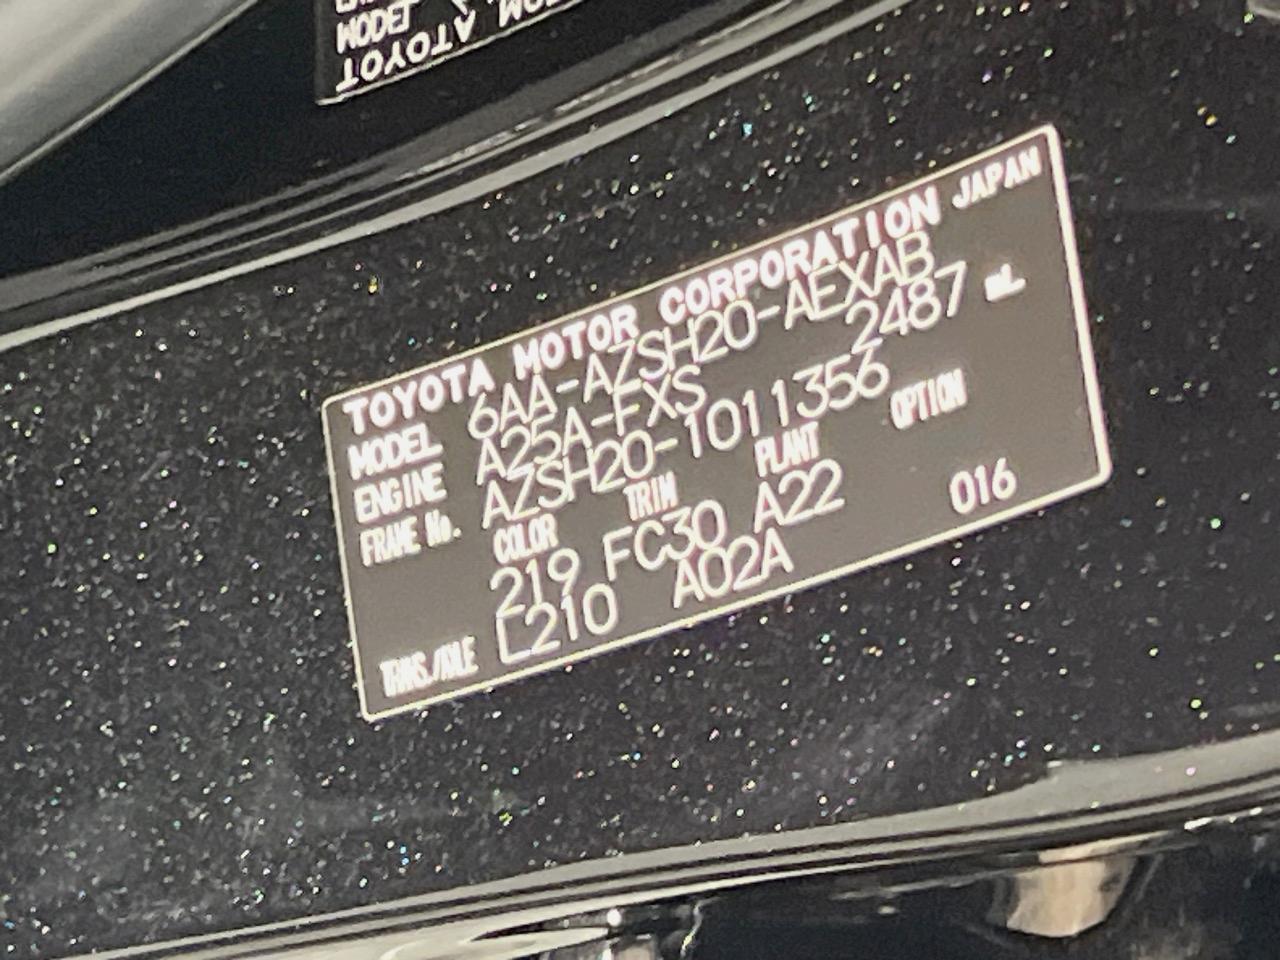 MODEL
TOYOTA MO
TOYOTA MOTOR CORPORATION JAPAN
MODEL 6AA-AZSH20-AEXAB
ENGINE A25A-FXS 2487 mL
FRAME No. AZSH20-1011356
COLOR TRIM PLANT OPTION
219 FC30 A22
TRANS./AXLE L210 A02A 016